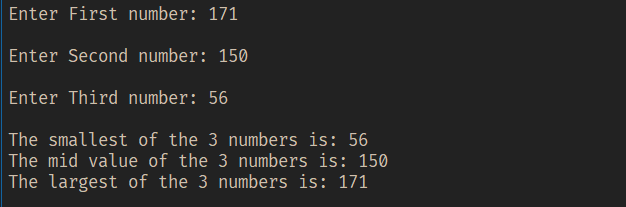 Enter First number: 171
Enter Second number: 150
Enter Third number: 56
The smallest of the 3 numbers is: 56
The mid value of the 3 numbers is: 150
The largest of the 3 numbers is: 171